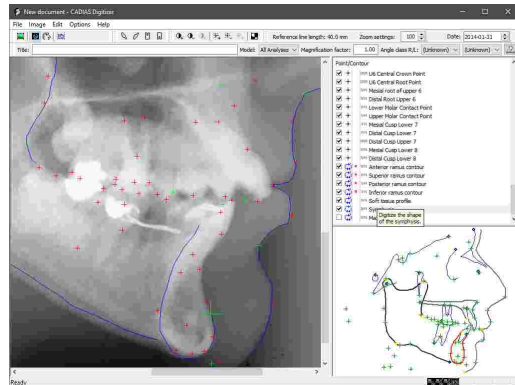 New document - CADIAS Digitizer
File Image Edit Options Help
Reference line length: 40.0 mm Zoom settings: 100 Date: 2014-01-31
Title: Model: All Analyses Magnification factor: 1.00 Angle class R/L: (Unknown) (Unknown)
Point/Contour
U6 Central Crown Point
U6 Central Root Point
Mesial root of upper 6
Distal Root Upper 6
Lower Molar Contact Point
Upper Molar Contact Point
Mesial Cusp Lower 7
Distal Cusp Lower 7
Distal Cusp Upper 7
Mesial Cusp Lower 8
Distal Cusp Lower 8
Anterior ramus contour
Superior ramus contour
Posterior ramus contour
Inferior ramus contour
Soft tissue profile
Digitize the shape
of the symphysis.
Ready